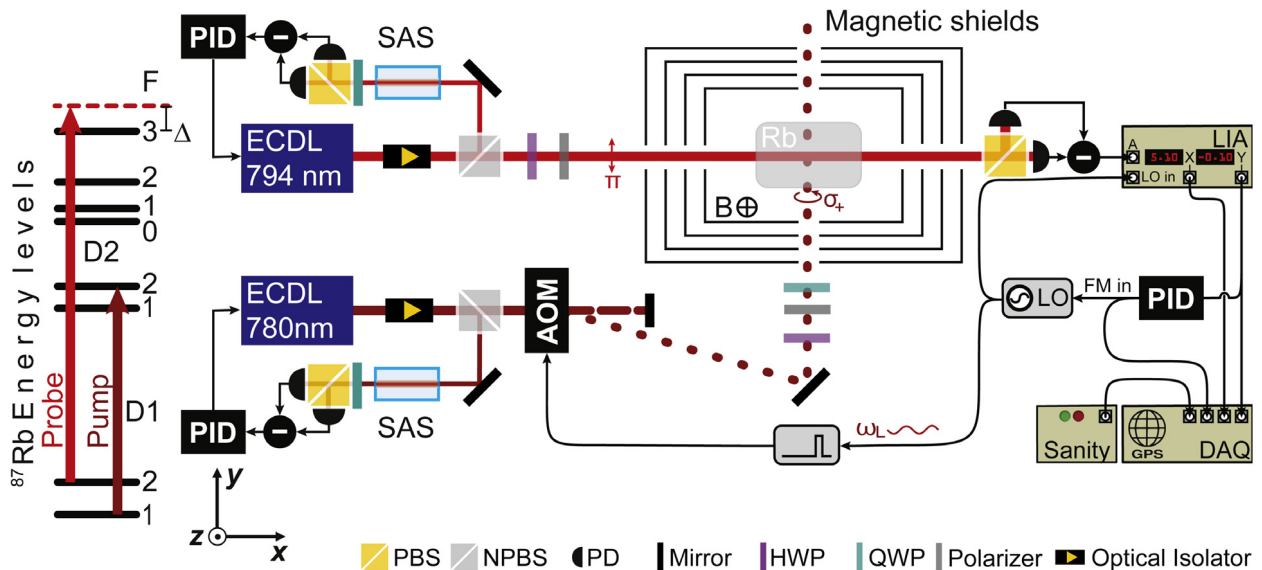 Magnetic shields
PID
−
SAS
F
3
Δ
2
1
0
D2
2
1
87Rb Energy levels
Probe
Pump
D1
2
1
ECDL
794 nm
π
Rb
σ+
B⊕
−
LIA
A
5.10
X
-0.10
Y
LO in
ECDL
780nm
AOM
LO
FM in
PID
SAS
PID
−
ωL
Sanity
GPS
DAQ
y
z
x
PBS
NPBS
PD
Mirror
HWP
QWP
Polarizer
Optical Isolator